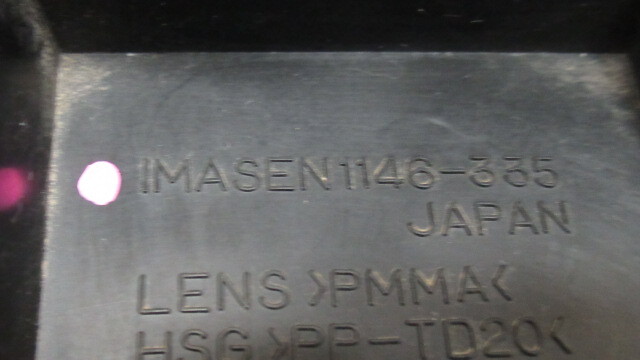 IMASEN 1146-335
JAPAN
LENS >PMMA<
HSG >PP-TD20<